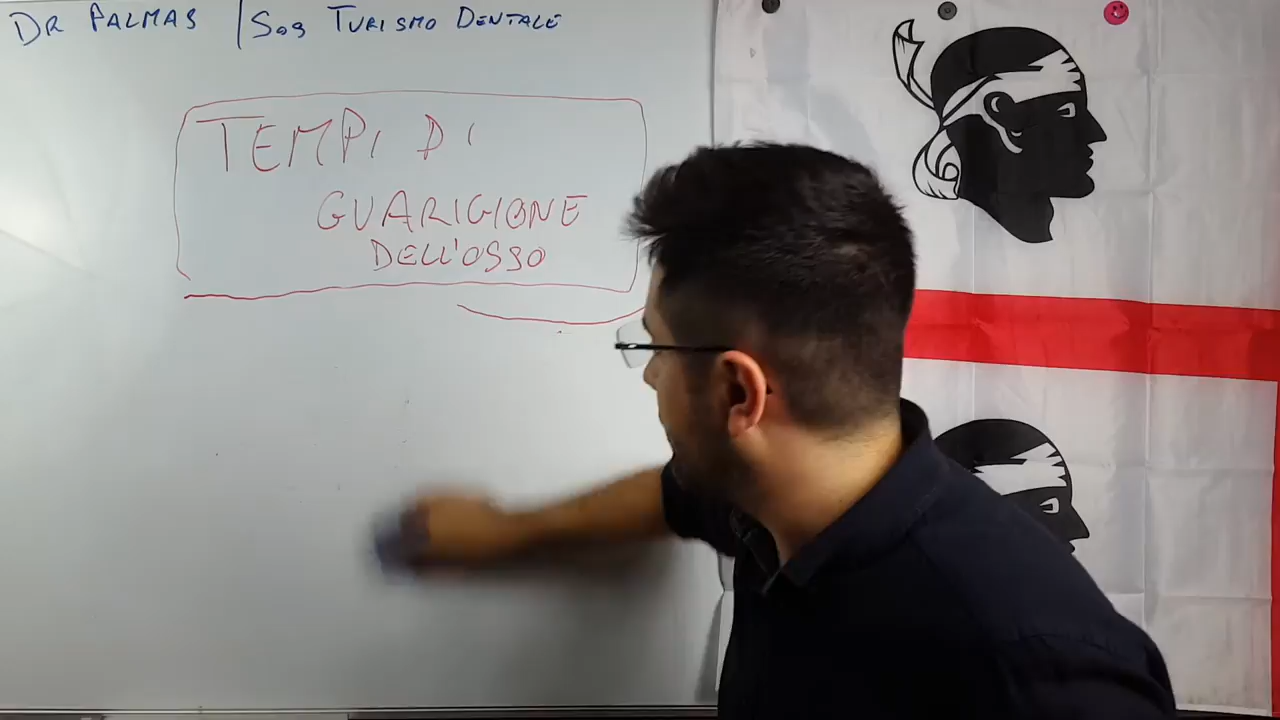 DR PALMAS | SOS TURISMO DENTALE
TEMPI DI
GUARIGIONE
DELL'OSSO